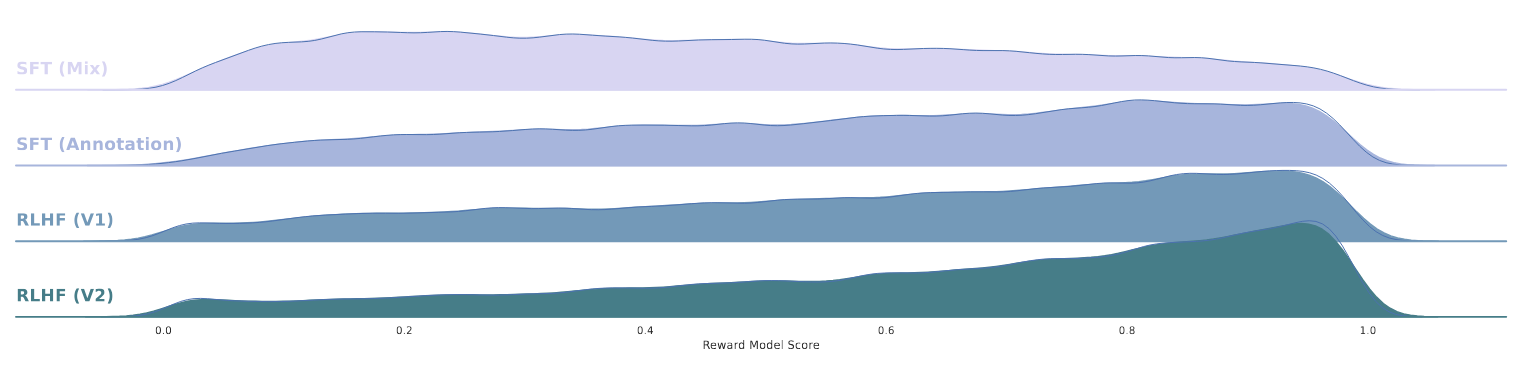 SFT (Mix)
SFT (Annotation)
RLHF (V1)
RLHF (V2)
0.0 0.2 0.4 0.6 0.8 1.0
Reward Model Score